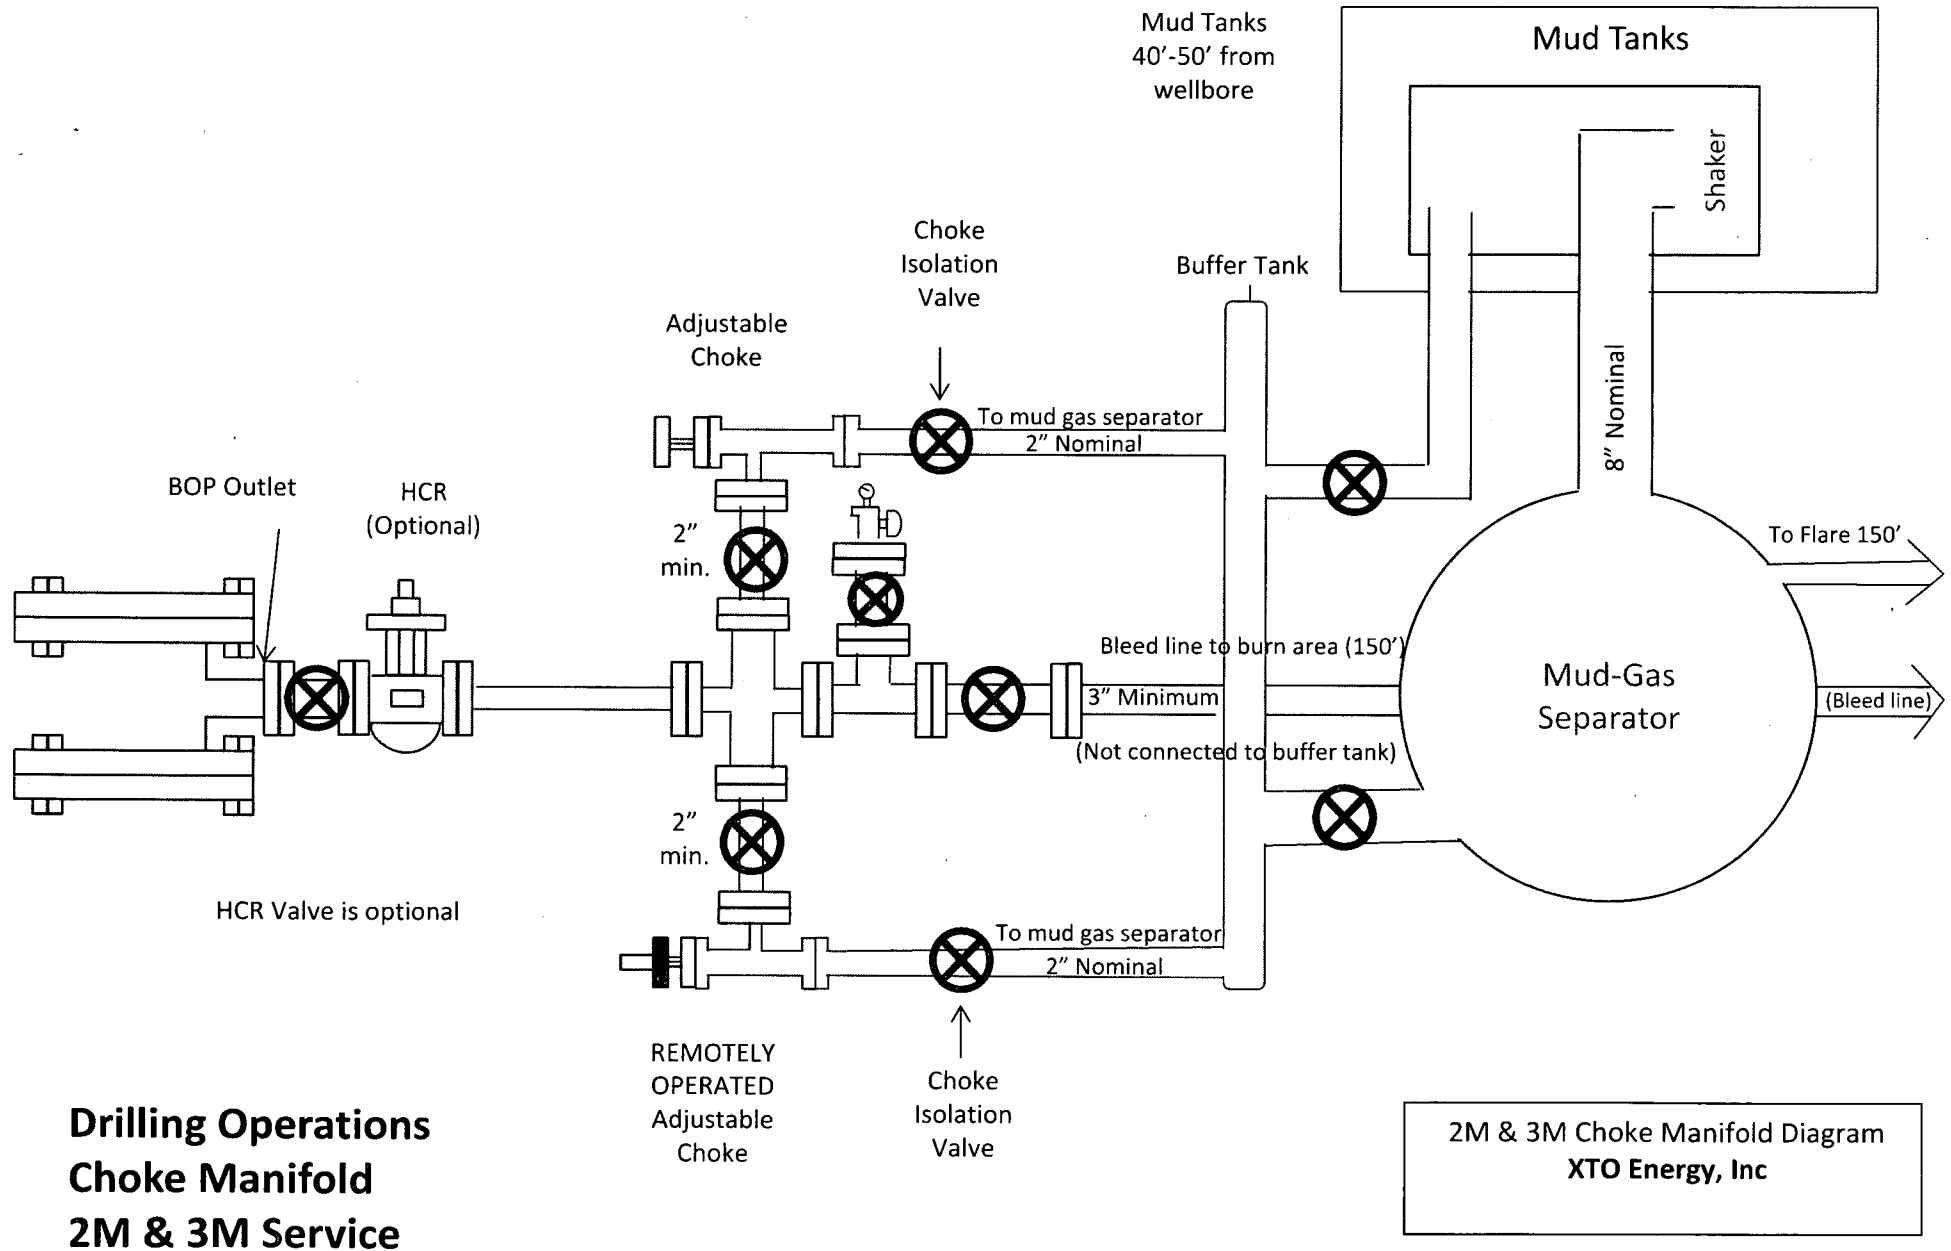 Mud Tanks
40’-50’ from
wellbore
Mud Tanks
Shaker
Choke
Isolation
Valve
Buffer Tank
Adjustable
Choke
To mud gas separator
2” Nominal
8” Nominal
BOP Outlet
HCR
(Optional)
2”
min.
To Flare 150’
Bleed line to burn area (150’)
3” Minimum
(Not connected to buffer tank)
Mud-Gas
Separator
(Bleed line)
2”
min.
HCR Valve is optional
To mud gas separator
2” Nominal
REMOTELY
OPERATED
Adjustable
Choke
Choke
Isolation
Valve
Drilling Operations
Choke Manifold
2M & 3M Service
2M & 3M Choke Manifold Diagram
XTO Energy, Inc